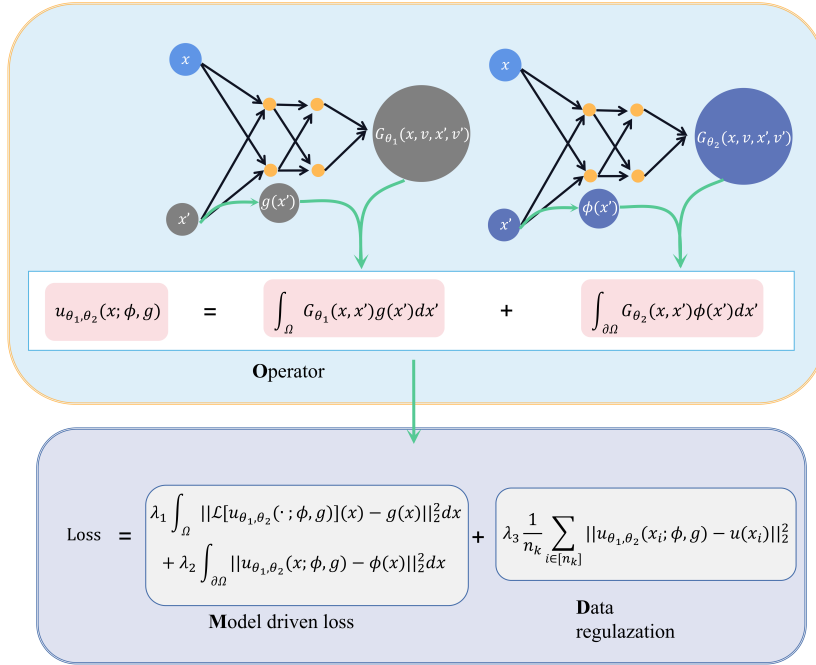 x
x
G_{θ_1}(x, v, x', v')
G_{θ_2}(x, v, x', v')
x'
g(x')
x'
ϕ(x')
u_{θ_1,θ_2}(x; ϕ, g) = ∫_Ω G_{θ_1}(x, x')g(x')dx' + ∫_{∂Ω} G_{θ_2}(x, x')ϕ(x')dx'
Operator
Loss = λ_1 ∫_Ω ||ℒ[u_{θ_1,θ_2}(· ; ϕ, g)](x) − g(x)||_2^2 dx
+ λ_2 ∫_{∂Ω} ||u_{θ_1,θ_2}(x; ϕ, g) − ϕ(x)||_2^2 dx
+ λ_3 \frac{1}{n_k} ∑_{i∈[n_k]} ||u_{θ_1,θ_2}(x_i; ϕ, g) − u(x_i)||_2^2
Model driven loss
Data
regulazation